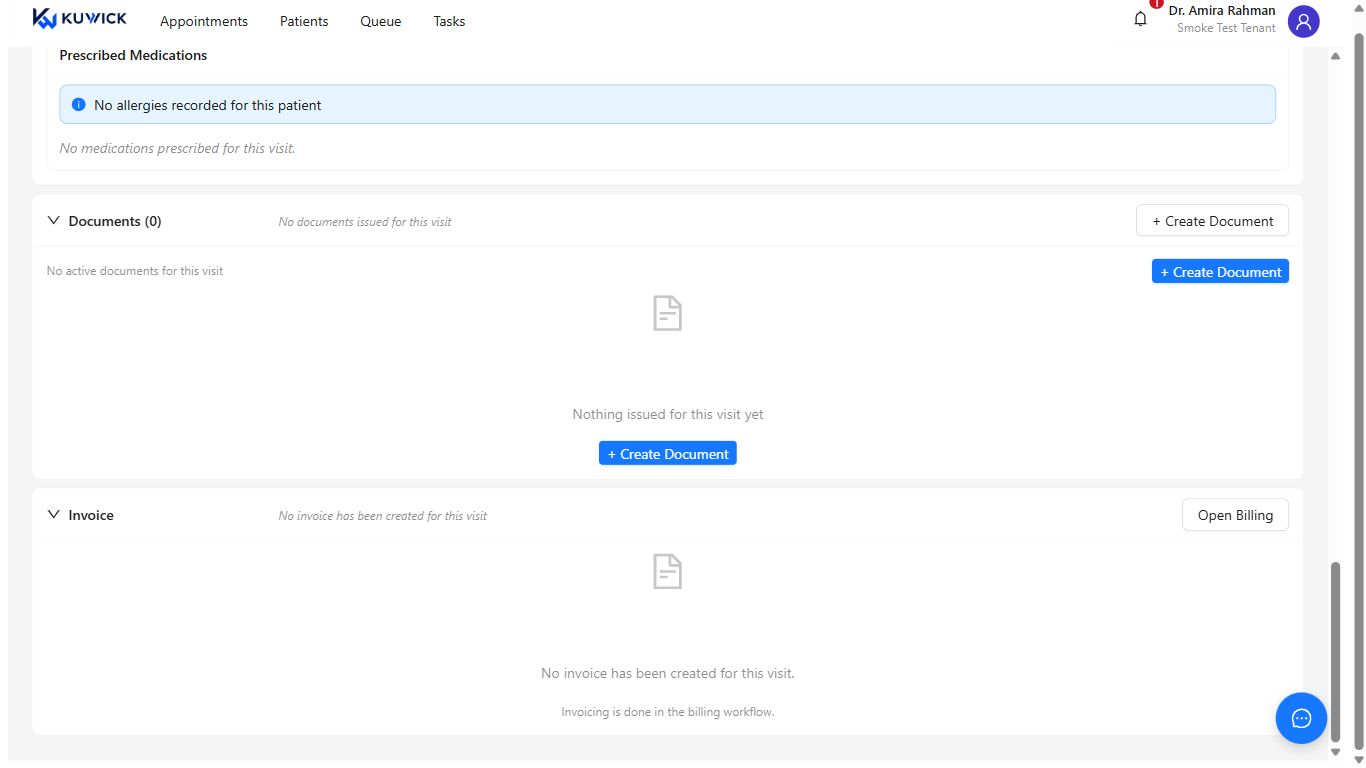 KUWICK
Appointments
Patients
Queue
Tasks
Dr. Amira Rahman
Smoke Test Tenant
Prescribed Medications
No allergies recorded for this patient
No medications prescribed for this visit.
Documents (0)
No documents issued for this visit
+ Create Document
No active documents for this visit
+ Create Document
Nothing issued for this visit yet
+ Create Document
Invoice
No invoice has been created for this visit
Open Billing
No invoice has been created for this visit.
Invoicing is done in the billing workflow.